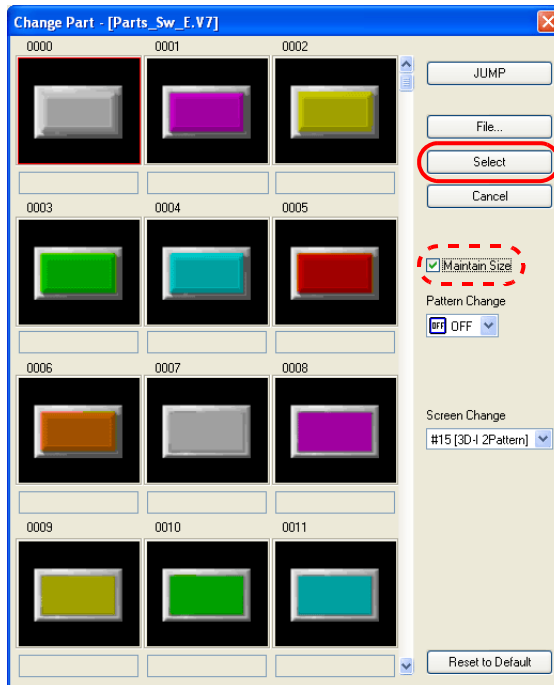 Change Part - [Parts_Sw_E.V7]
0000 0001 0002
JUMP
File...
Select
Cancel
0003 0004 0005
Maintain Size
Pattern Change
OFF OFF
0006 0007 0008
Screen Change
#15 [3D-I 2Pattern]
0009 0010 0011
Reset to Default